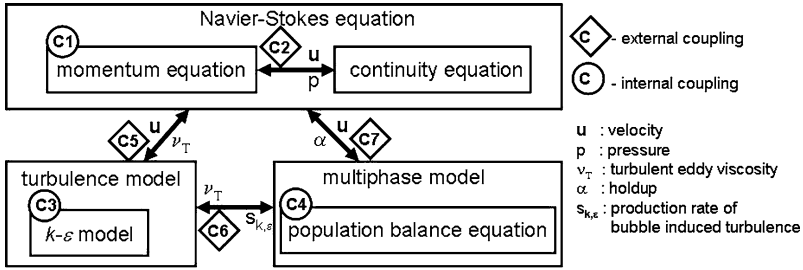 Navier-Stokes equation
C1
momentum equation
C2
u
p
continuity equation
C - external coupling
C - internal coupling
C5
u
νT
α
u
C7
u : velocity
p : pressure
νT : turbulent eddy viscosity
α : holdup
sk,ε : production rate of
bubble induced turbulence
turbulence model
C3
k-ε model
νT
sk,ε
C6
multiphase model
C4
population balance equation